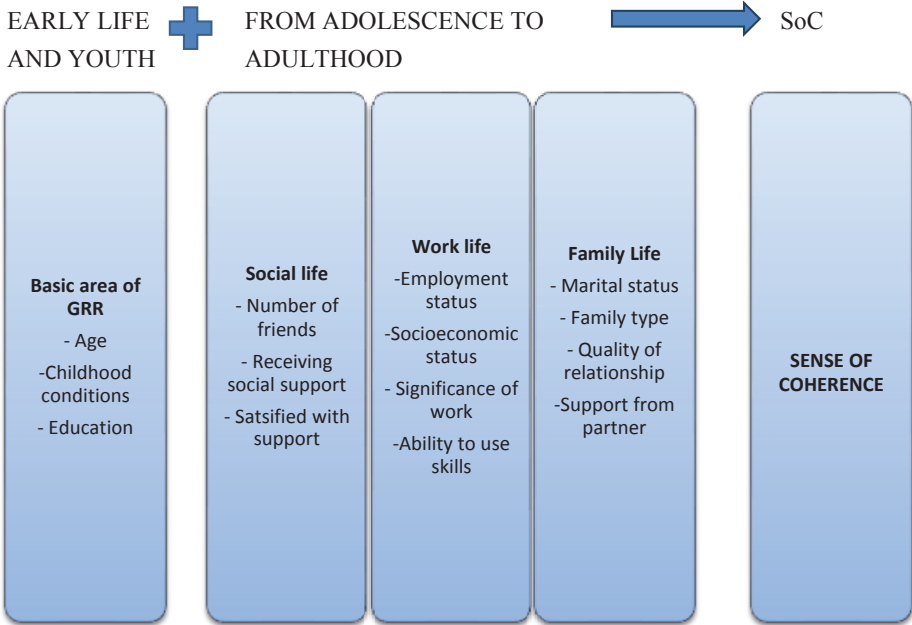 EARLY LIFE
AND YOUTH
FROM ADOLESCENCE TO
ADULTHOOD
SoC
Basic area of
GRR
- Age
-Childhood
conditions
- Education
Social life
- Number of
friends
- Receiving
social support
- Satsified with
support
Work life
-Employment
status
-Socioeconomic
status
- Significance of
work
-Ability to use
skills
Family Life
- Marital status
- Family type
- Quality of
relationship
-Support from
partner
SENSE OF
COHERENCE